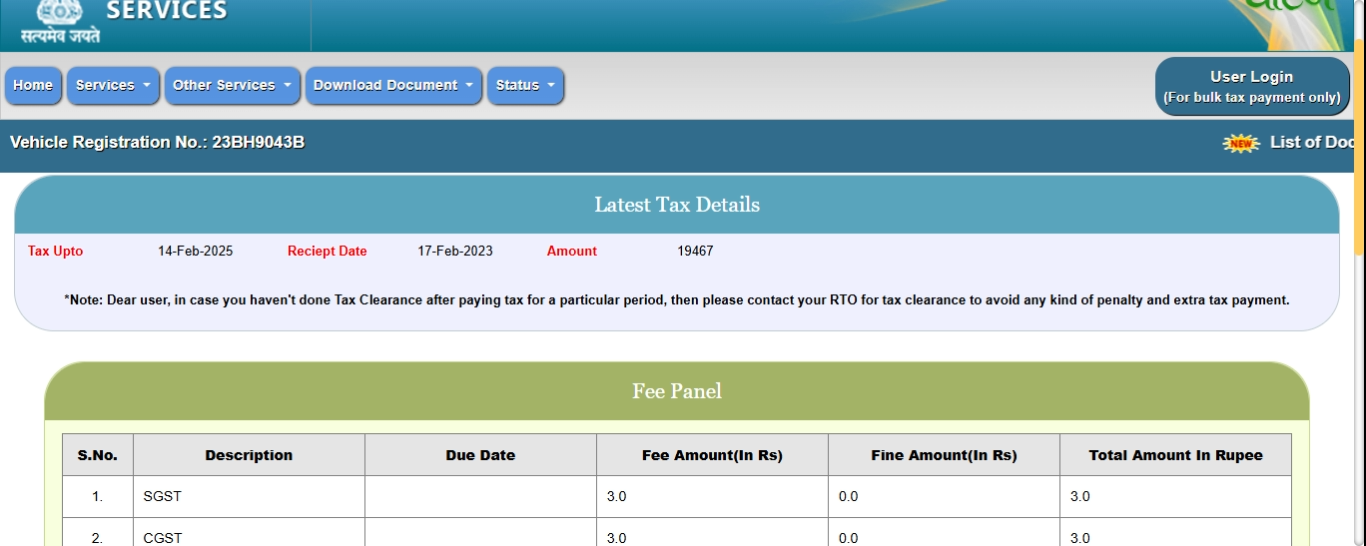 SERVICES
सत्यमेव जयते
Home Services Other Services Download Document Status
User Login
(For bulk tax payment only)
Vehicle Registration No.: 23BH9043B
NEW List of Doc
Latest Tax Details
Tax Upto 14-Feb-2025 Reciept Date 17-Feb-2023 Amount 19467
*Note: Dear user, in case you haven't done Tax Clearance after paying tax for a particular period, then please contact your RTO for tax clearance to avoid any kind of penalty and extra tax payment.
Fee Panel
S.No. Description Due Date Fee Amount(In Rs) Fine Amount(In Rs) Total Amount In Rupee
1. SGST 3.0 0.0 3.0
2. CGST 3.0 0.0 3.0